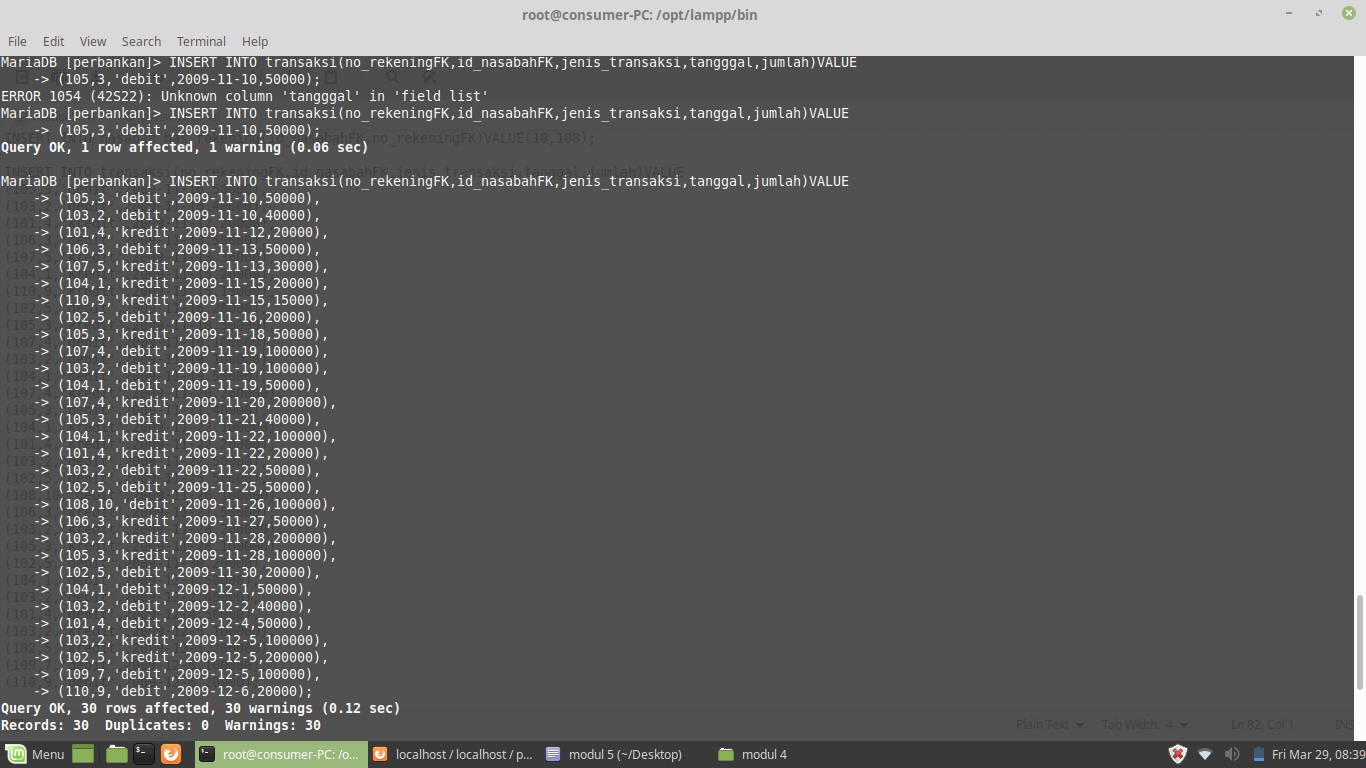 root@consumer-PC: /opt/lampp/bin
File Edit View Search Terminal Help
MariaDB [perbankan]> INSERT INTO transaksi(no_rekeningFK,id_nasabahFK,jenis_transaksi,tangggal,jumlah)VALUE
-> (105,3,'debit',2009-11-10,50000);
ERROR 1054 (42S22): Unknown column 'tangggal' in 'field list'
MariaDB [perbankan]> INSERT INTO transaksi(no_rekeningFK,id_nasabahFK,jenis_transaksi,tanggal,jumlah)VALUE
-> (105,3,'debit',2009-11-10,50000);
Query OK, 1 row affected, 1 warning (0.06 sec)
MariaDB [perbankan]> INSERT INTO transaksi(no_rekeningFK,id_nasabahFK,jenis_transaksi,tanggal,jumlah)VALUE
-> (105,3,'debit',2009-11-10,50000),
-> (103,2,'debit',2009-11-10,40000),
-> (101,4,'kredit',2009-11-12,20000),
-> (106,3,'debit',2009-11-13,50000),
-> (107,5,'kredit',2009-11-13,30000),
-> (104,1,'kredit',2009-11-15,20000),
-> (110,9,'kredit',2009-11-15,15000),
-> (102,5,'debit',2009-11-16,20000),
-> (105,3,'kredit',2009-11-18,50000),
-> (107,4,'debit',2009-11-19,100000),
-> (103,2,'debit',2009-11-19,100000),
-> (104,1,'debit',2009-11-19,50000),
-> (107,4,'kredit',2009-11-20,200000),
-> (105,3,'debit',2009-11-21,40000),
-> (104,1,'kredit',2009-11-22,100000),
-> (101,4,'kredit',2009-11-22,20000),
-> (103,2,'debit',2009-11-22,50000),
-> (102,5,'debit',2009-11-25,50000),
-> (108,10,'debit',2009-11-26,100000),
-> (106,3,'kredit',2009-11-27,50000),
-> (103,2,'kredit',2009-11-28,200000),
-> (105,3,'kredit',2009-11-28,100000),
-> (102,5,'debit',2009-11-30,20000),
-> (104,1,'debit',2009-12-1,50000),
-> (103,2,'debit',2009-12-2,40000),
-> (101,4,'debit',2009-12-4,50000),
-> (103,2,'kredit',2009-12-5,100000),
-> (102,5,'kredit',2009-12-5,200000),
-> (109,7,'debit',2009-12-5,100000),
-> (110,9,'debit',2009-12-6,20000);
Query OK, 30 rows affected, 30 warnings (0.12 sec)
Records: 30 Duplicates: 0 Warnings: 30
Plain Text Tab Width: 4 Ln 82, Col 1 INS
Menu root@consumer-PC: /o... localhost / localhost / p... modul 5 (~/Desktop) modul 4 Fri Mar 29, 08:39